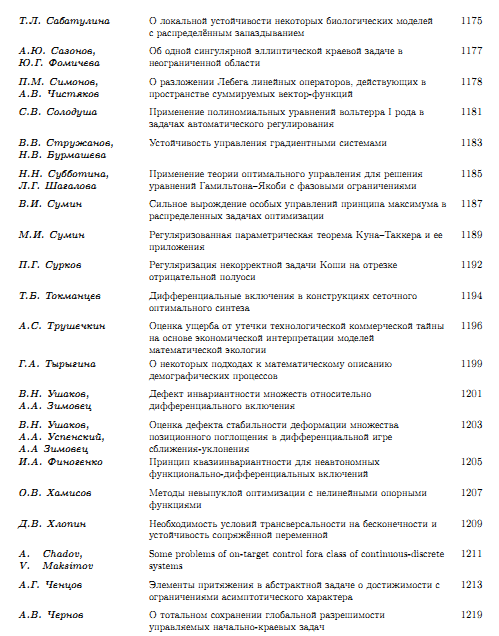 Т.Л. Сабатулина О локальной устойчивости некоторых биологических моделей 1175
с распределённым запаздыванием
А.Ю. Сазонов, Об одной сингулярной эллиптической краевой задаче в 1177
Ю.Г. Фомичева неограниченной области
П.М. Симонов, О разложении Лебега линейных операторов, действующих в 1178
А.В. Чистяков пространстве суммируемых вектор-функций
С.В. Солодуша Применение полиномиальных уравнений вольтерра I рода в 1181
задачах автоматического регулирования
В.В. Стружанов, Устойчивость управления градиентными системами 1183
Н.В. Бурмашева
Н.Н. Субботина, Применение теории оптимального управления для решения 1185
Л.Г. Шагалова уравнений Гамильтона–Якоби с фазовыми ограничениями
В.И. Сумин Сильное вырождение особых управлений принципа максимума в 1187
распределенных задачах оптимизации
М.И. Сумин Регуляризованная параметрическая теорема Куна–Таккера и ее 1189
приложения
П.Г. Сурков Регуляризация некорректной задачи Коши на отрезке 1192
отрицательной полуоси
Т.Б. Токманцев Дифференциальные включения в конструкциях сеточного 1194
оптимального синтеза
А.С. Трушечкин Оценка ущерба от утечки технологической коммерческой тайны 1196
на основе экономической интерпретации моделей
математической экологии
Г.А. Тырыгина О некоторых подходах к математическому описанию 1199
демографических процессов
В.Н. Ушаков, Дефект инвариантности множеств относительно 1201
А.А. Зимовец дифференциального включения
В.Н. Ушаков, Оценка дефекта стабильности деформации множества 1203
А.А. Успенский, позиционного поглощения в дифференциальной игре
А.А Зимовец сближения-уклонения
И.А. Финогенко Принцип квазиинвариантности для неавтономных 1205
функционально-дифференциальных включений
О.В. Хамисов Методы невыпуклой оптимизации с нелинейными опорными 1207
функциями
Д.В. Хлопин Необходимость условий трансверсальности на бесконечности и 1209
устойчивость сопряжённой переменной
A. Chadov, Some problems of on-target control fora class of continuous-discrete 1211
V. Maksimov systems
А.Г. Ченцов Элементы притяжения в абстрактной задаче о достижимости с 1213
ограничениями асимптотического характера
А.В. Чернов О тотальном сохранении глобальной разрешимости 1219
управляемых начально-краевых задач